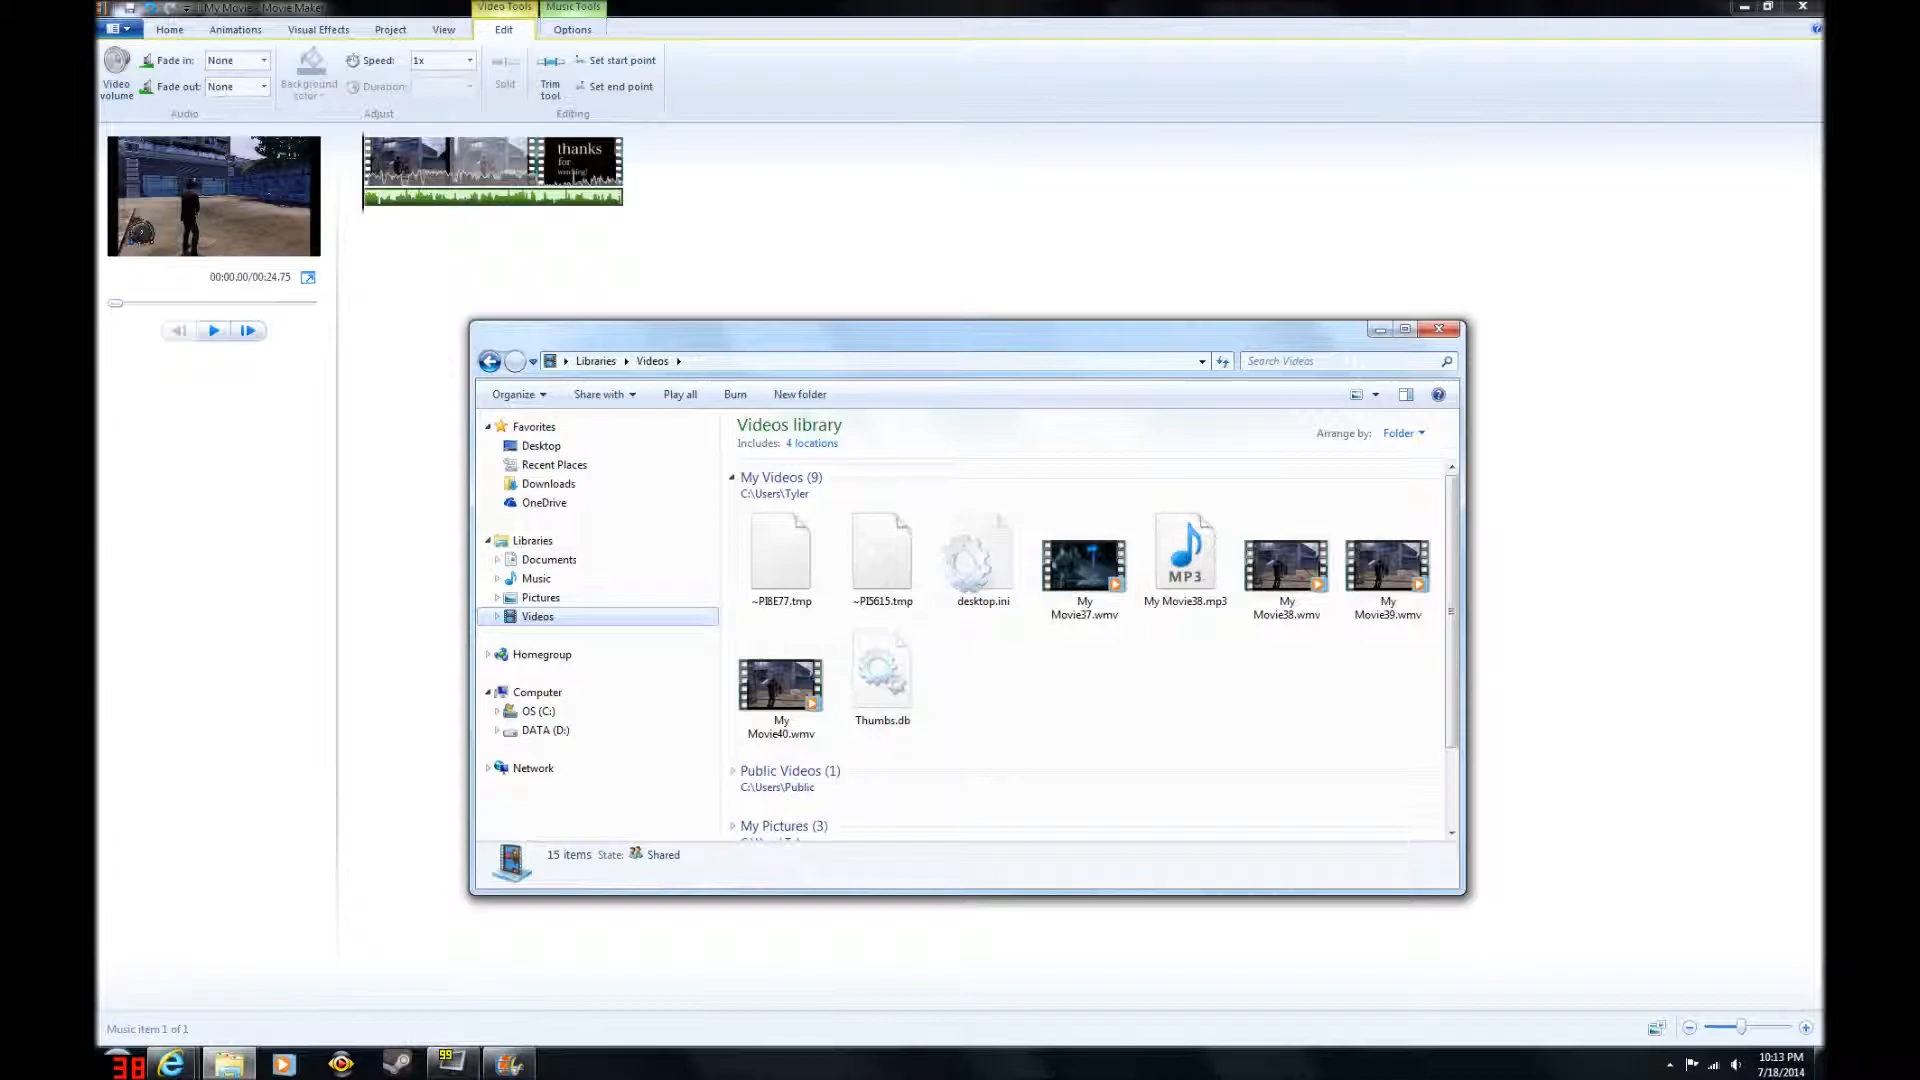 My Movie - Movie Maker
Video Tools
Music Tools
Home
Animations
Visual Effects
Project
View
Edit
Options
Video volume
Fade in: None
Fade out: None
Audio
Background color
Speed: 1x
Duration:
Adjust
Split
Trim tool
Set start point
Set end point
Editing
thanks
for
watching!
00:00.00/00:24.75
Libraries
Videos
Search Videos
Organize
Share with
Play all
Burn
New folder
Favorites
Desktop
Recent Places
Downloads
OneDrive
Libraries
Documents
Music
Pictures
Videos
Homegroup
Computer
OS (C:)
DATA (D:)
Network
Videos library
Includes: 4 locations
Arrange by: Folder
My Videos (9)
C:\Users\Tyler
~PI8E77.tmp
~PI5615.tmp
desktop.ini
My
Movie37.wmv
MP3
My Movie38.mp3
My
Movie38.wmv
My
Movie39.wmv
My
Movie40.wmv
Thumbs.db
Public Videos (1)
C:\Users\Public
My Pictures (3)
15 items State: Shared
Music item 1 of 1
38
99
10:13 PM
7/18/2014